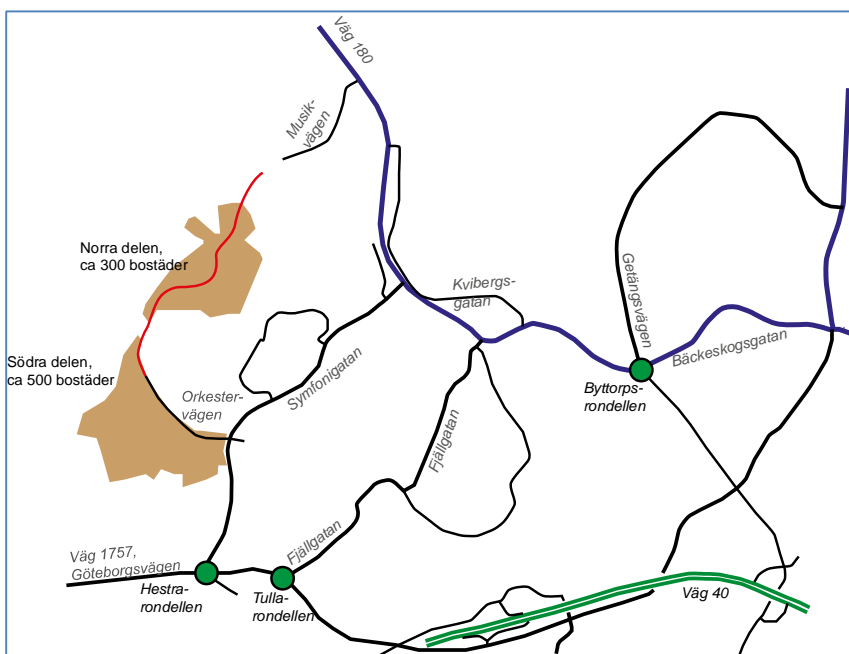 Väg 180
Musik-
vägen
Norra delen,
ca 300 bostäder
Kvibergs-
gatan
Getängsvägen
Bäckeskogsgatan
Södra delen,
ca 500 bostäder
Symfonigatan
Orkester-
vägen
Byttorps-
rondellen
Fjällgatan
Fjällgatan
Väg 1757,
Göteborgsvägen
Hestra-
rondellen
Tulla-
rondellen
Väg 40